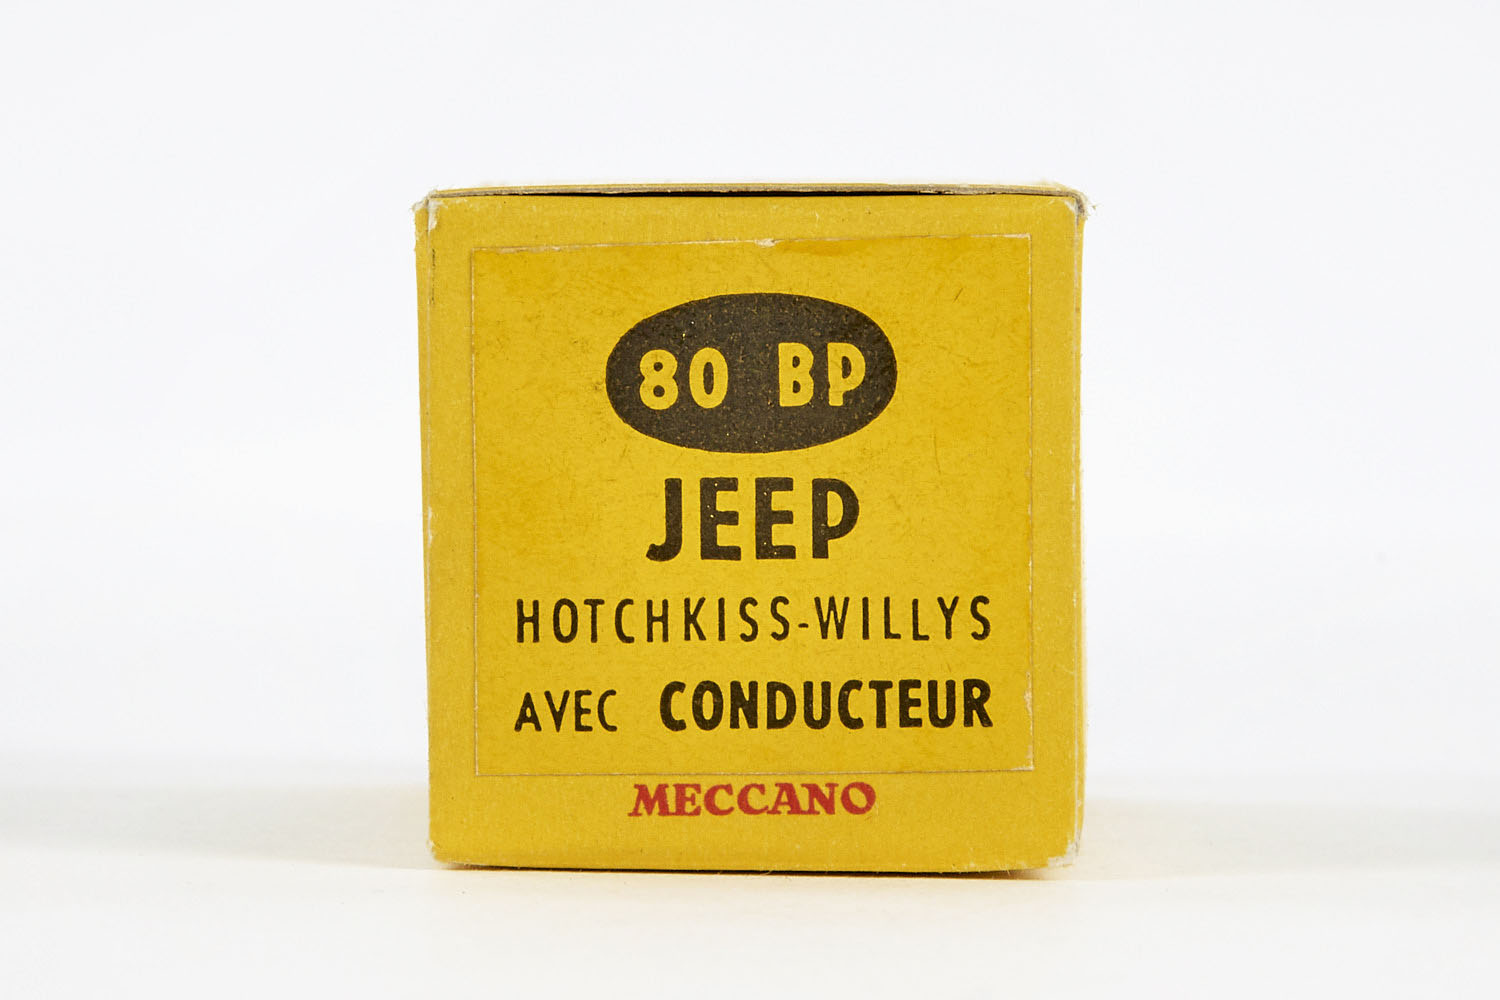 80 BP
JEEP
HOTCHKISS-WILLYS
AVEC CONDUCTEUR
MECCANO